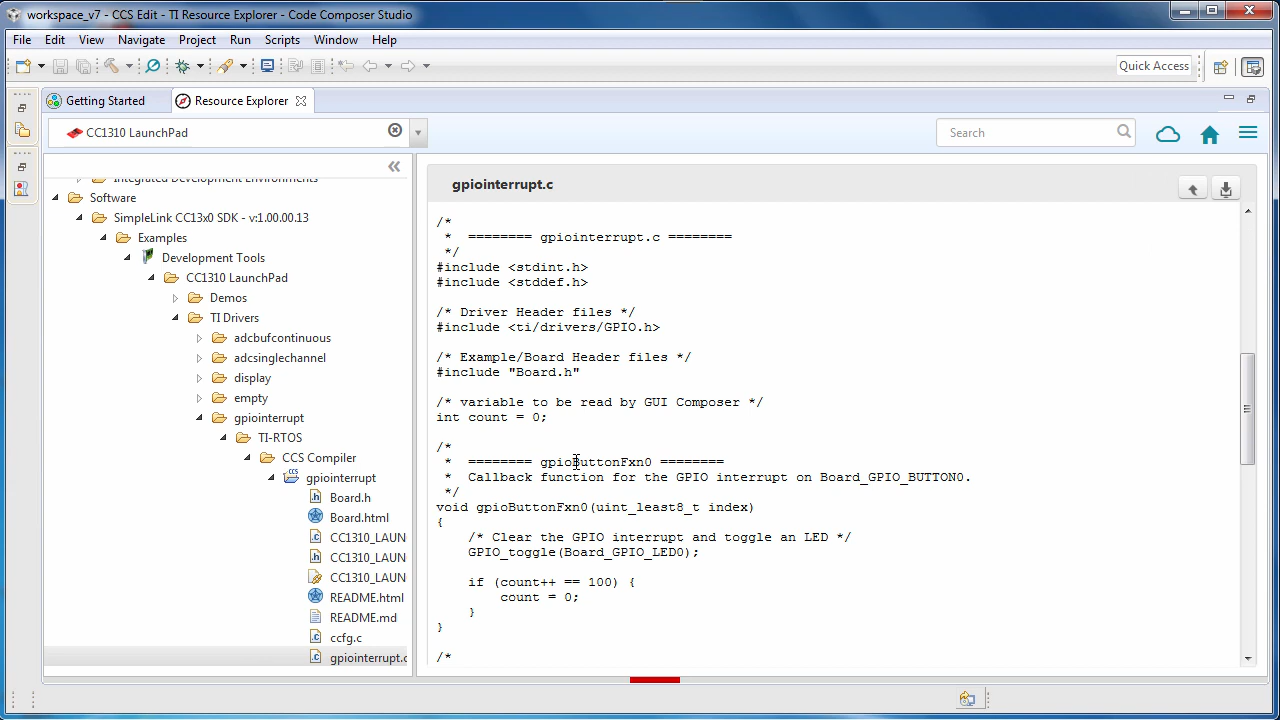 workspace_v7 - CCS Edit - TI Resource Explorer - Code Composer Studio
File Edit View Navigate Project Run Scripts Window Help
Quick Access
Getting Started
Resource Explorer
CC1310 LaunchPad
Search
Integrated Development Environments
Software
SimpleLink CC13x0 SDK - v:1.00.00.13
Examples
Development Tools
CC1310 LaunchPad
Demos
TI Drivers
adcbufcontinuous
adcsinglechannel
display
empty
gpiointerrupt
TI-RTOS
CCS Compiler
gpiointerrupt
Board.h
Board.html
CC1310_LAUN
CC1310_LAUN
CC1310_LAUN
README.html
README.md
ccfg.c
gpiointerrupt.c
gpiointerrupt.c
/*
*  ======== gpiointerrupt.c ========
*/
#include <stdint.h>
#include <stddef.h>
/* Driver Header files */
#include <ti/drivers/GPIO.h>
/* Example/Board Header files */
#include "Board.h"
/* variable to be read by GUI Composer */
int count = 0;
/*
*  ======== gpioButtonFxn0 ========
*  Callback function for the GPIO interrupt on Board_GPIO_BUTTON0.
*/
void gpioButtonFxn0(uint_least8_t index)
{
/* Clear the GPIO interrupt and toggle an LED */
GPIO_toggle(Board_GPIO_LED0);
if (count++ == 100) {
count = 0;
}
}
/*